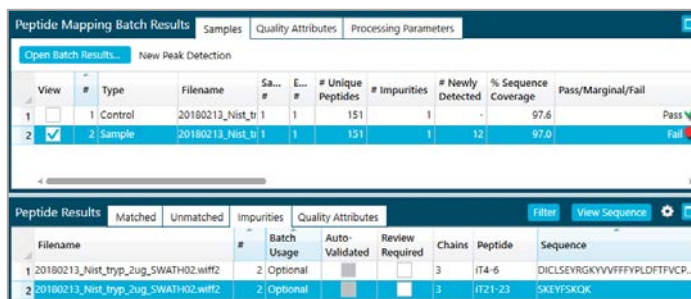 Peptide Mapping Batch Results Samples Quality Attributes Processing Parameters
Open Batch Results... New Peak Detection
View # Type Filename Sa... # E... # # Unique Peptides # Impurities # Newly Detected % Sequence Coverage Pass/Marginal/Fail
1 1 Control 20180213_Nist_tr 1 1 151 1 - 97.6 Pass
2 2 Sample 20180213_Nist_tr 1 1 151 1 12 97.0 Fail
Peptide Results Matched Unmatched Impurities Quality Attributes Filter View Sequence
Filename # Batch Usage Auto-Validated Review Required Chains Peptide Sequence
1 20180213_Nist_tryp_2ug_SWATH02.wiff2 2 Optional 3 iT4-6 DICLSEYRGKYVVFFFYPLDFTFVCP...
2 20180213_Nist_tryp_2ug_SWATH02.wiff2 2 Optional 3 iT21-23 SKEYFSKQK